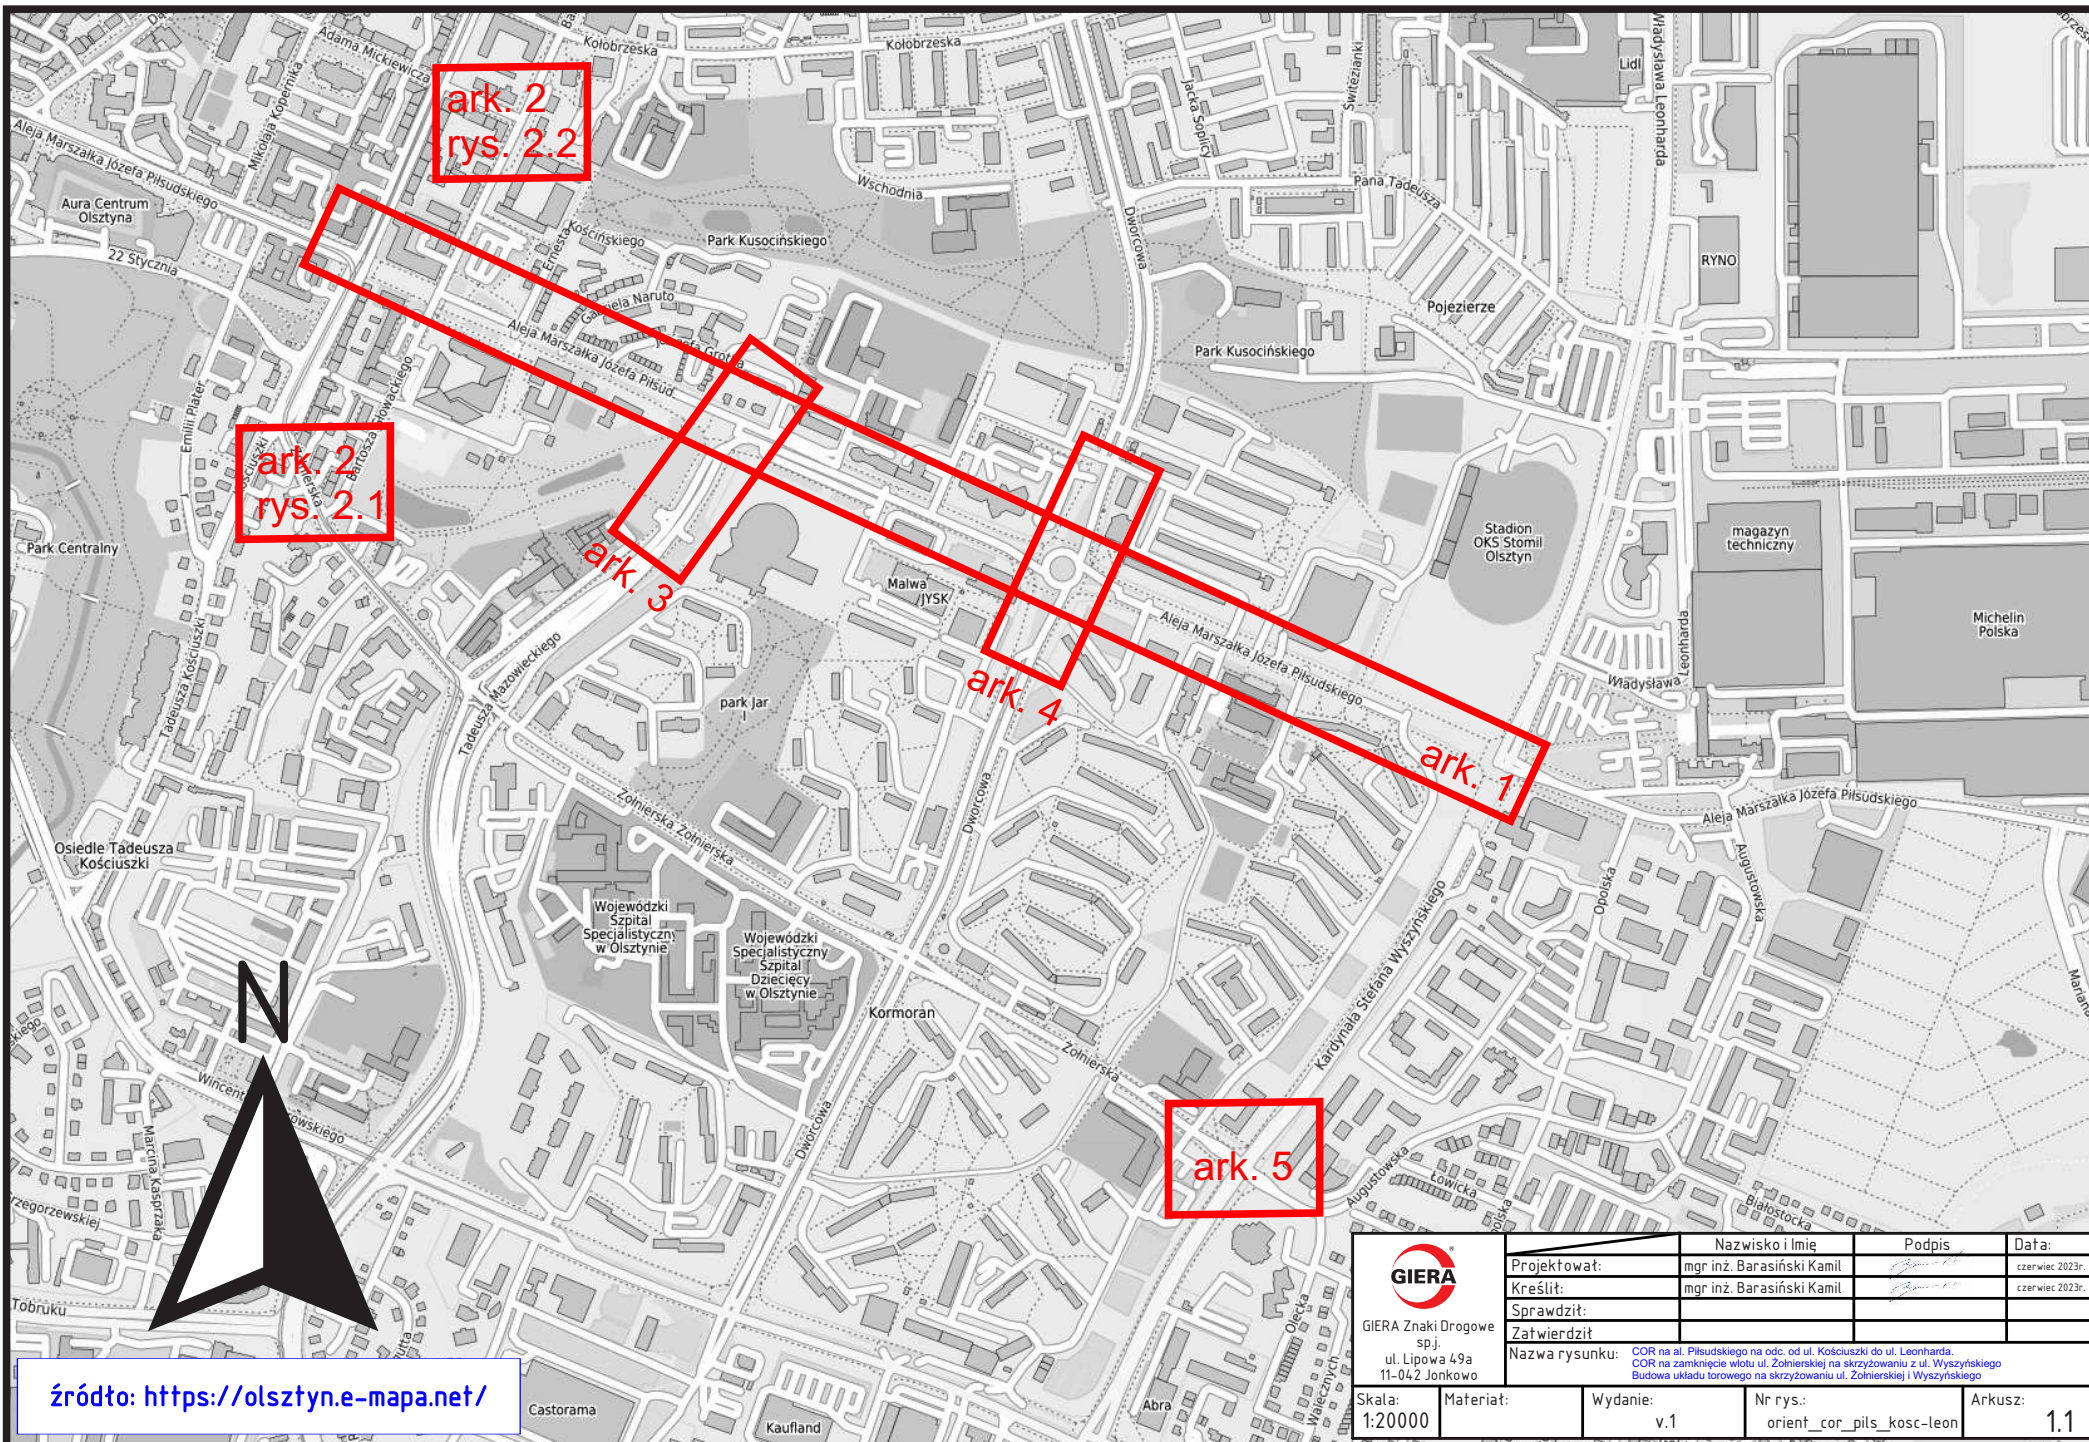 Adama Mickiewicza
Kołobrzeska
Kołobrzeska
Mikołaja Kopernika
ark. 2
rys. 2.2
Aleja Marszałka Józefa Piłsudskiego
Aura Centrum
Olsztyna
22 Stycznia
Ernesta
Kościńskiego
Park Kusocińskiego
Wschodnia
Dworcowa
Jacka Soplicy
Świtezianki
Pana Tadeusza
Lidl
Władysława Leonharda
RYNO
Pojezierze
Park Kusocińskiego
Gabriela Naruto
Józefa Grotha
Aleja Marszałka Józefa Piłsud.
Emilii Plater
Bartosza Głowackiego
ark. 2
rys. 2.1
Park Centralny
ark. 3
Malwa
JYSK
ark. 4
Stadion
OKS Stomil
Olsztyn
magazyn
techniczny
Michelin
Polska
Władysława
Leonharda
Aleja Marszałka Józefa Piłsudskiego
ark. 1
Aleja Marszałka Józefa Piłsudskiego
Tadeusza Kościuszki
Tadeusza Mazowieckiego
park Jar
I
Dworcowa
Żołnierska
Żołnierska
Osiedle Tadeusza
Kościuszki
Wojewódzki
Szpital
Specjalistyczny
w Olsztynie
Wojewódzki
Specjalistyczny
Szpital
Dziecięcy
w Olsztynie
Kormoran
Kardynała Stefana Wyszyńskiego
Opolska
Augustowska
N
Marcina Kasprzaka
Dworcowa
Żołnierska
ark. 5
Augustowska
Łowicka
Białostocka
Tobruku
Olecka
źródło: https://olsztyn.e-mapa.net/
Castorama
Kaufland
Abra
GIERA
GIERA Znaki Drogowe
sp.j.
ul. Lipowa 49a
11-042 Jonkowo
Nazwisko i Imię Podpis Data:
Projektował: mgr inż. Barasiński Kamil czerwiec 2023r.
Kreślił: mgr inż. Barasiński Kamil czerwiec 2023r.
Sprawdził:
Zatwierdził
Nazwa rysunku: COR na al. Piłsudskiego na odc. od ul. Kościuszki do ul. Leonharda.
COR na zamknięcie wlotu ul. Żołnierskiej na skrzyżowaniu z ul. Wyszyńskiego
Budowa układu torowego na skrzyżowaniu ul. Żołnierskiej i Wyszyńskiego
Skala: Materiał: Wydanie: Nr rys.: Arkusz:
1:20000 v.1 orient_cor_pils_kosc-leon 1.1